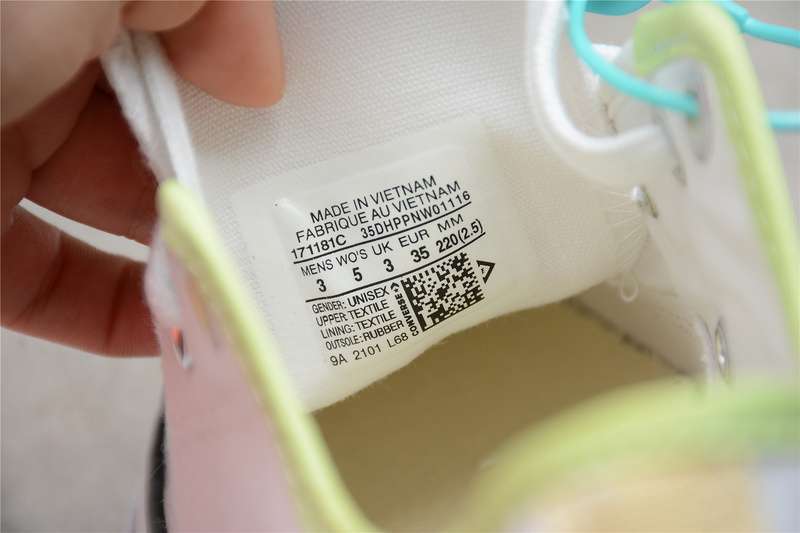 MADE IN VIETNAM
FABRIQUE AU VIETNAM
171181C 35DHPPNW01116
MENS WO'S UK EUR MM
3 5 3 35 220(2.5)
GENDER: UNISEX
UPPER: TEXTILE
LINING: TEXTILE
OUTSOLE: RUBBER
9A 2101 L68
CONVERSE